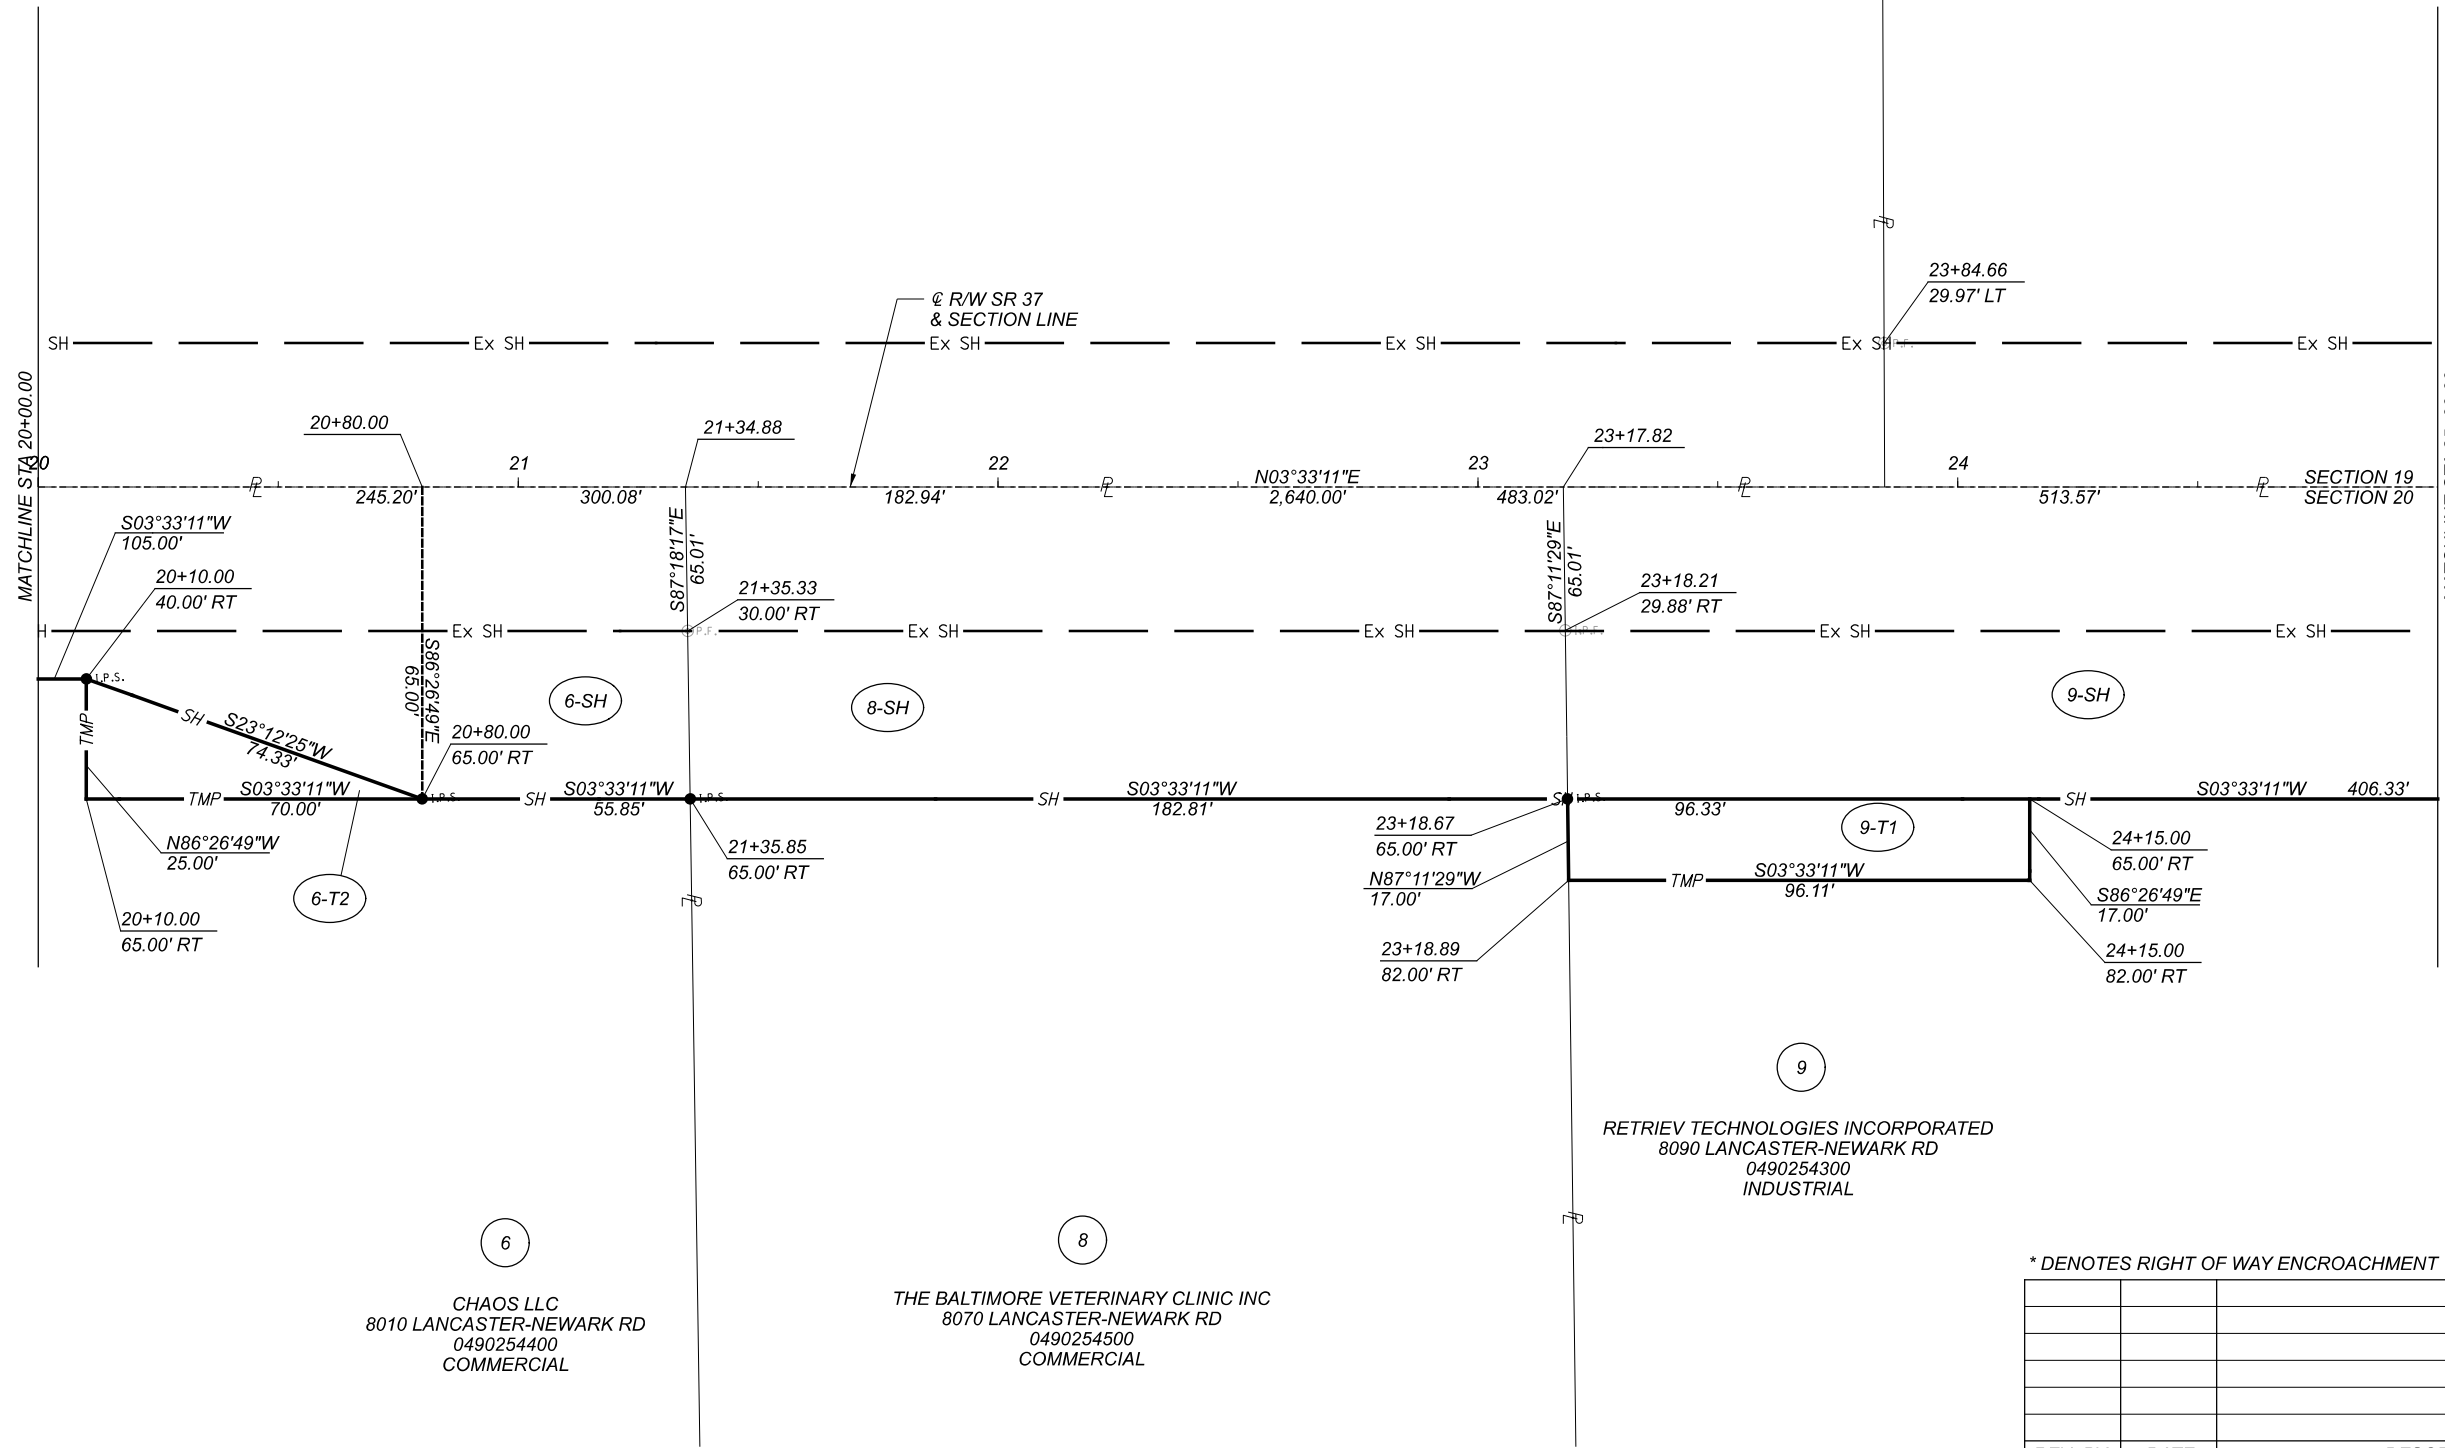 23+84.66
29.97' LT
℄ R/W SR 37
& SECTION LINE
SH
Ex SH
Ex SH
Ex SH
Ex SH
Ex SH
MATCHLINE STA 20+00.00
20+80.00
21+34.88
23+17.82
20
21
22
23
24
N03°33'11"E
SECTION 19
PL
PL
PL
PL
PL
245.20'
300.08'
182.94'
2,640.00'
483.02'
513.57'
SECTION 20
S03°33'11"W
105.00'
S87°18'17"E
65.01'
S87°11'29"E
65.01'
20+10.00
40.00' RT
21+35.33
30.00' RT
23+18.21
29.88' RT
Ex SH
Ex SH
Ex SH
Ex SH
Ex SH
I.P.F.
I.P.F.
I.P.S.
S86°26'49"E
65.00'
6-SH
8-SH
9-SH
TMP
SH
S23°12'25"W
74.33'
20+80.00
65.00' RT
TMP
S03°33'11"W
70.00'
I.P.S.
SH
S03°33'11"W
55.85'
I.P.S.
SH
S03°33'11"W
182.81'
SH
I.P.S.
96.33'
SH
S03°33'11"W
406.33'
N86°26'49"W
25.00'
6-T2
20+10.00
65.00' RT
21+35.85
65.00' RT
23+18.67
65.00' RT
9-T1
24+15.00
65.00' RT
N87°11'29"W
17.00'
TMP
S03°33'11"W
96.11'
S86°26'49"E
17.00'
23+18.89
82.00' RT
24+15.00
82.00' RT
PL
PL
9
RETRIEV TECHNOLOGIES INCORPORATED
8090 LANCASTER-NEWARK RD
0490254300
INDUSTRIAL
6
CHAOS LLC
8010 LANCASTER-NEWARK RD
0490254400
COMMERCIAL
8
THE BALTIMORE VETERINARY CLINIC INC
8070 LANCASTER-NEWARK RD
0490254500
COMMERCIAL
* DENOTES RIGHT OF WAY ENCROACHMENT